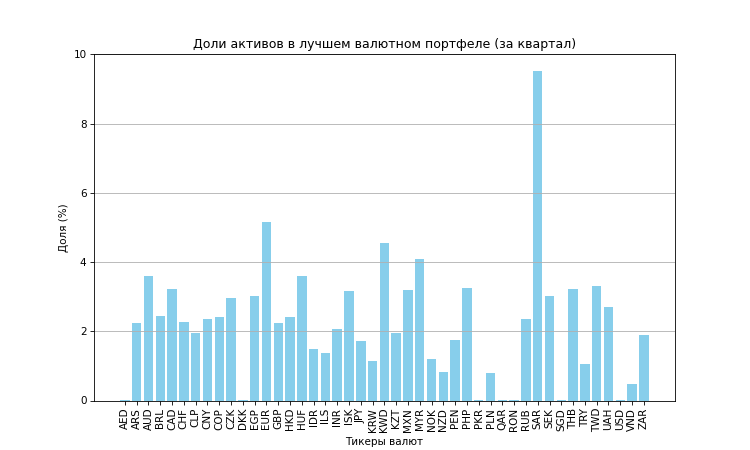 Доли активов в лучшем валютном портфеле (за квартал)
Доля (%)
10
8
6
4
2
0
AED ARS AUD BRL CAD CHF CLP CNY COP CZK DKK EGP EUR GBP HKD HUF IDR ILS INR ISK JPY KRW KWD KZT MXN MYR NOK NZD PEN PHP PKR PLN QAR RON RUB SAR SEK SGD THB TRY TWD UAH USD VND ZAR
Тикеры валют